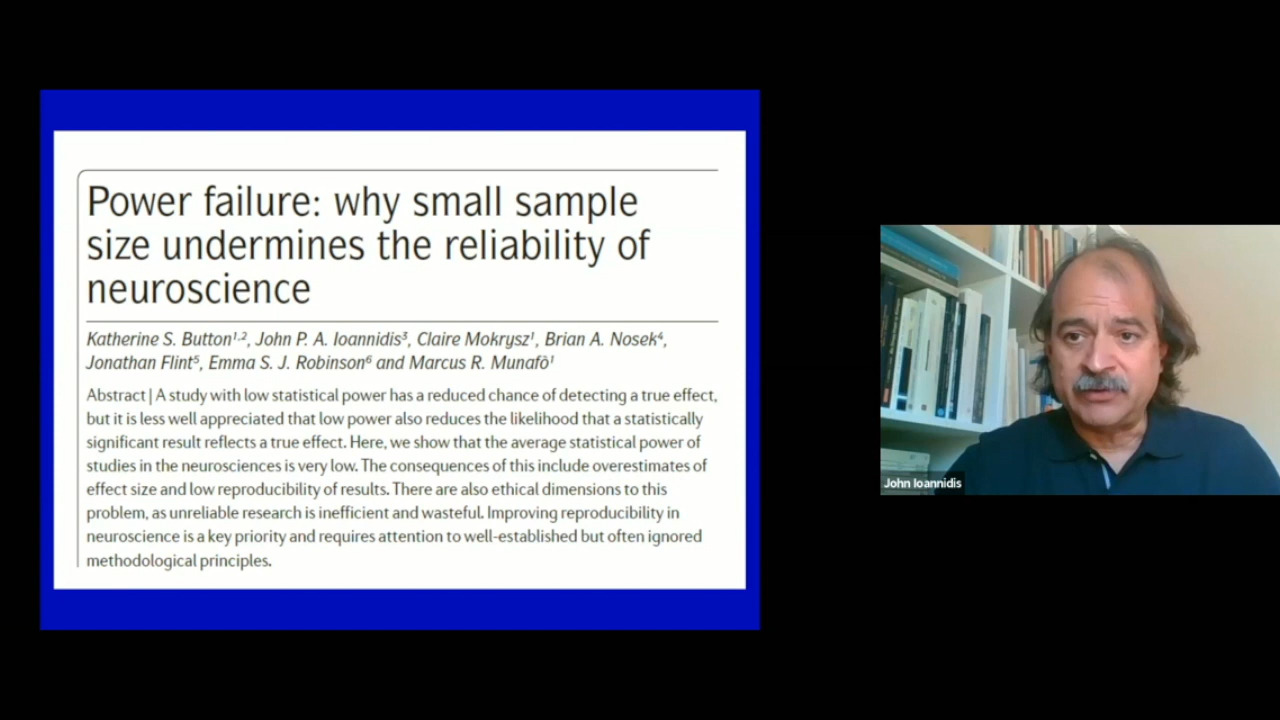 Power failure: why small sample
size undermines the reliability of
neuroscience
Katherine S. Button¹,², John P. A. Ioannidis³, Claire Mokrysz¹, Brian A. Nosek⁴,
Jonathan Flint⁵, Emma S. J. Robinson⁶ and Marcus R. Munafò¹
Abstract | A study with low statistical power has a reduced chance of detecting a true effect,
but it is less well appreciated that low power also reduces the likelihood that a statistically
significant result reflects a true effect. Here, we show that the average statistical power of
studies in the neurosciences is very low. The consequences of this include overestimates of
effect size and low reproducibility of results. There are also ethical dimensions to this
problem, as unreliable research is inefficient and wasteful. Improving reproducibility in
neuroscience is a key priority and requires attention to well-established but often ignored
methodological principles.
John Ioannidis